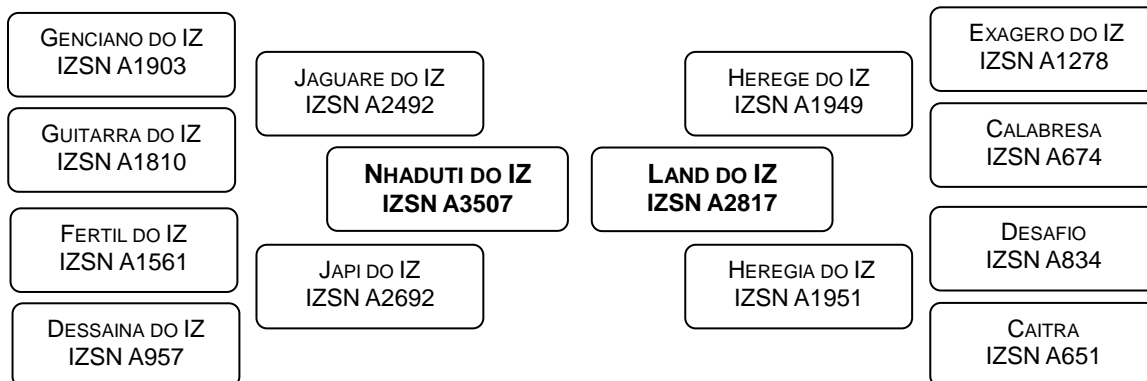 GENCIANO DO IZ
IZSN A1903
GUITARRA DO IZ
IZSN A1810
FERTIL DO IZ
IZSN A1561
DESSAINA DO IZ
IZSN A957
JAGUARE DO IZ
IZSN A2492
JAPI DO IZ
IZSN A2692
NHADUTI DO IZ
IZSN A3507
LAND DO IZ
IZSN A2817
HEREGE DO IZ
IZSN A1949
HEREGIA DO IZ
IZSN A1951
EXAGERO DO IZ
IZSN A1278
CALABRESA
IZSN A674
DESAFIO
IZSN A834
CAITRA
IZSN A651